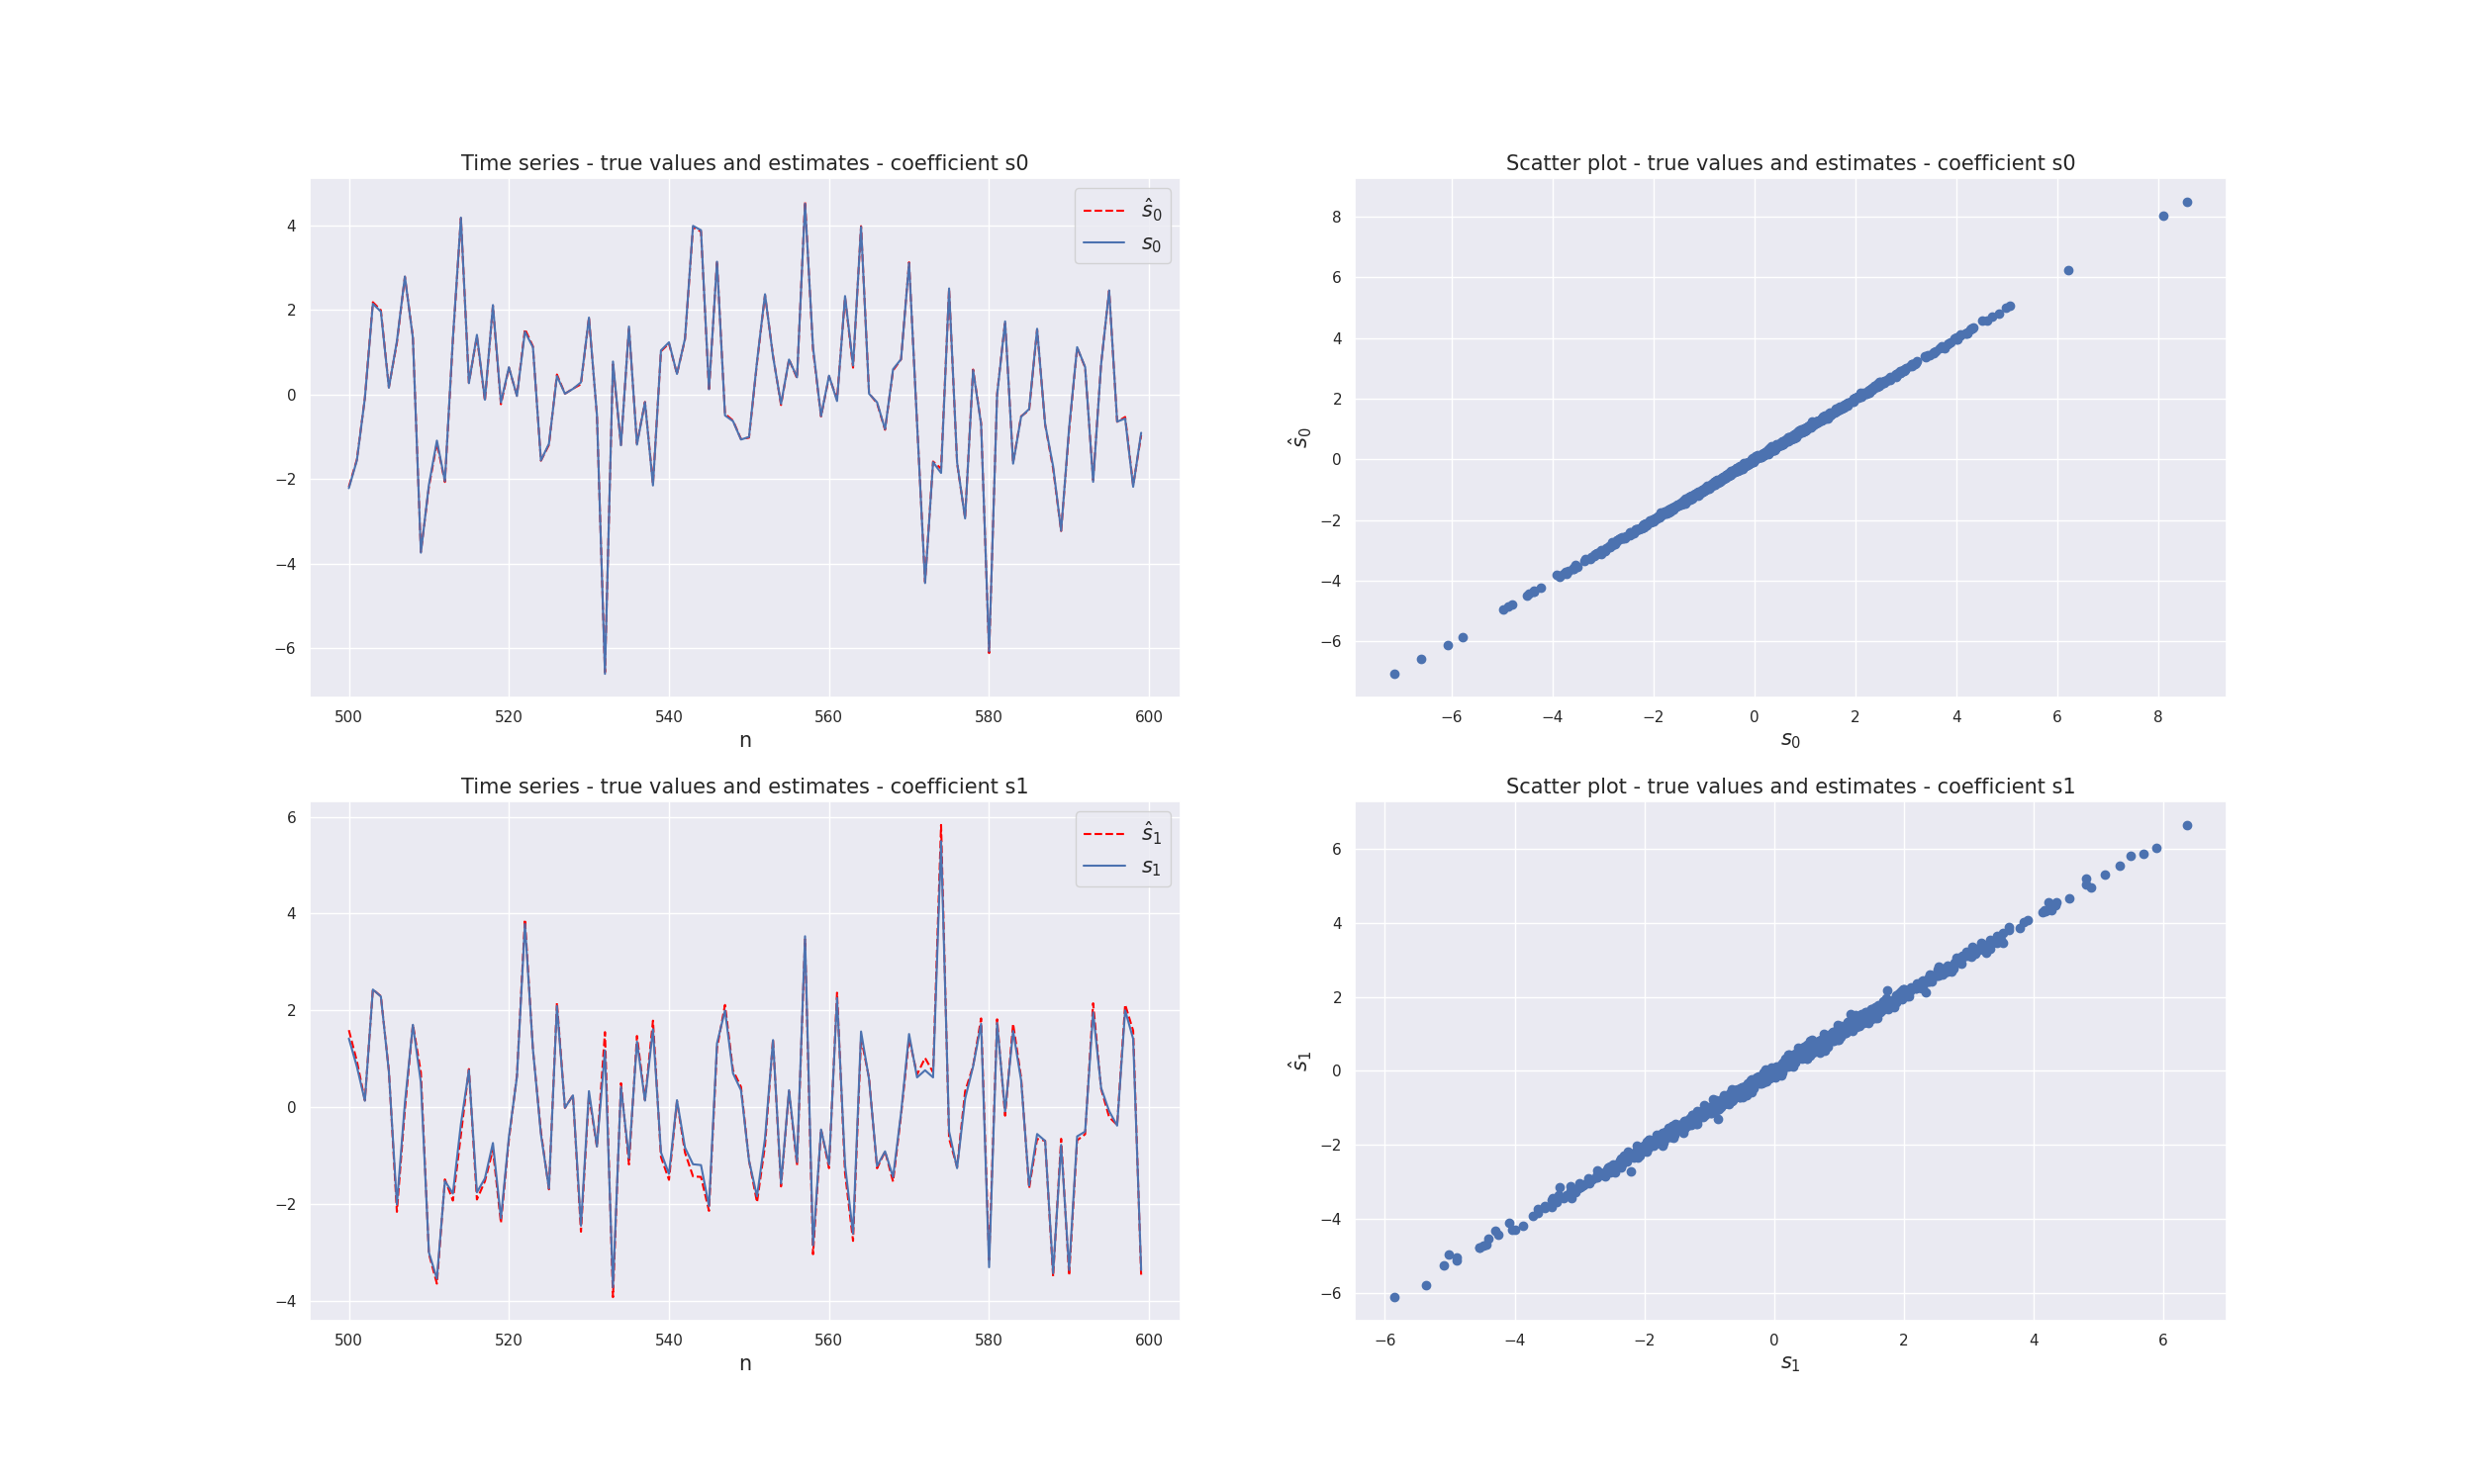 Time series - true values and estimates - coefficient s0
4
2
0
−2
−4
−6
500 520 540 560 580 600
n
ŝ₀
s₀
Scatter plot - true values and estimates - coefficient s0
8
6
4
2
0
−2
−4
−6
ŝ₀
−6 −4 −2 0 2 4 6 8
s₀
Time series - true values and estimates - coefficient s1
6
4
2
0
−2
−4
500 520 540 560 580 600
n
ŝ₁
s₁
Scatter plot - true values and estimates - coefficient s1
6
4
2
0
−2
−4
−6
ŝ₁
−6 −4 −2 0 2 4 6
s₁